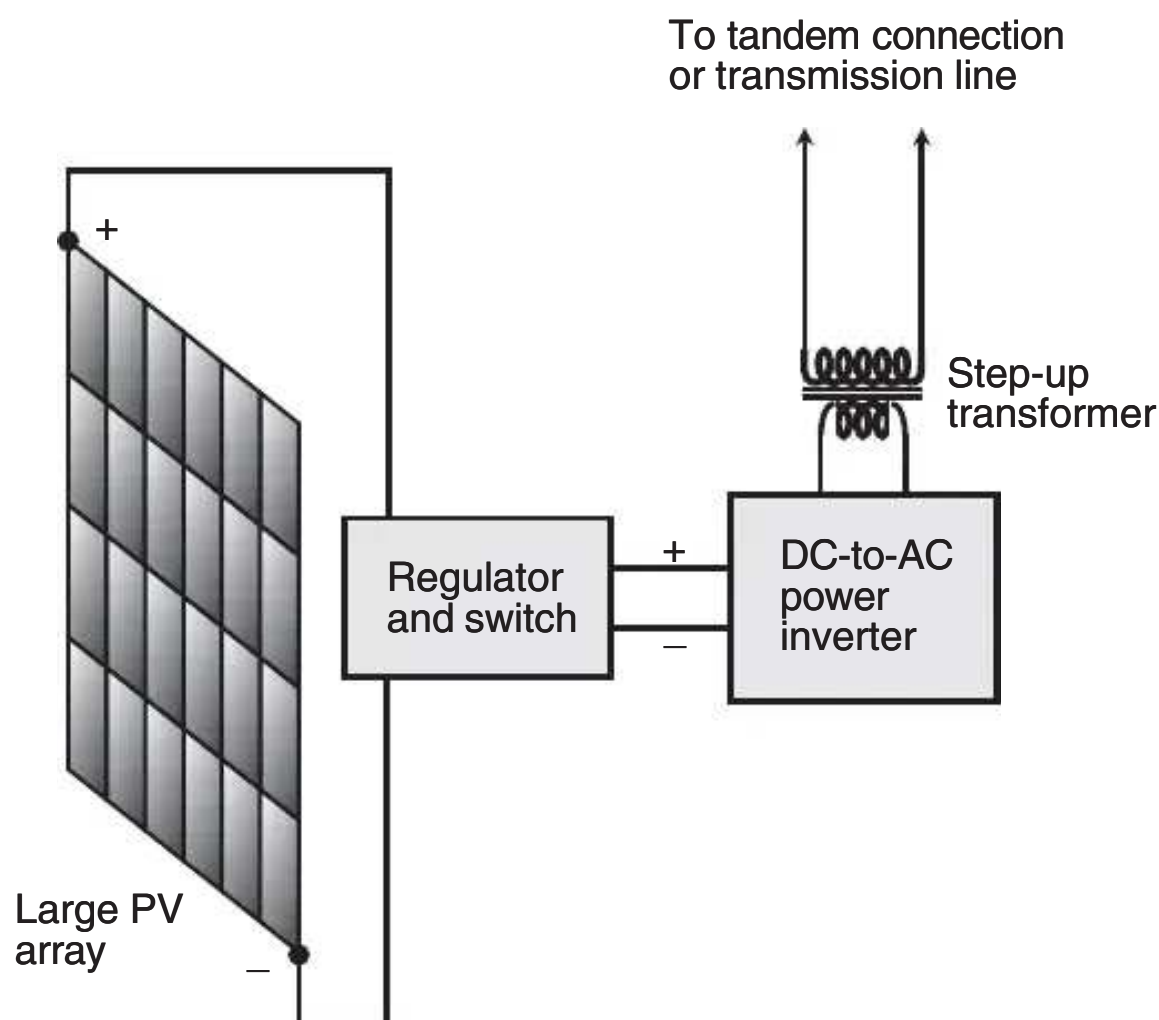 To tandem connection
or transmission line
+
Step-up
transformer
Regulator
and switch
+
–
DC-to-AC
power
inverter
Large PV
array
–